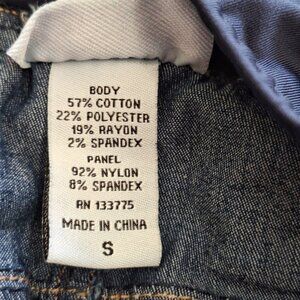 BODY
57% COTTON
22% POLYESTER
19% RAYON
2% SPANDEX
PANEL
92% NYLON
8% SPANDEX
RN 133775
MADE IN CHINA
S